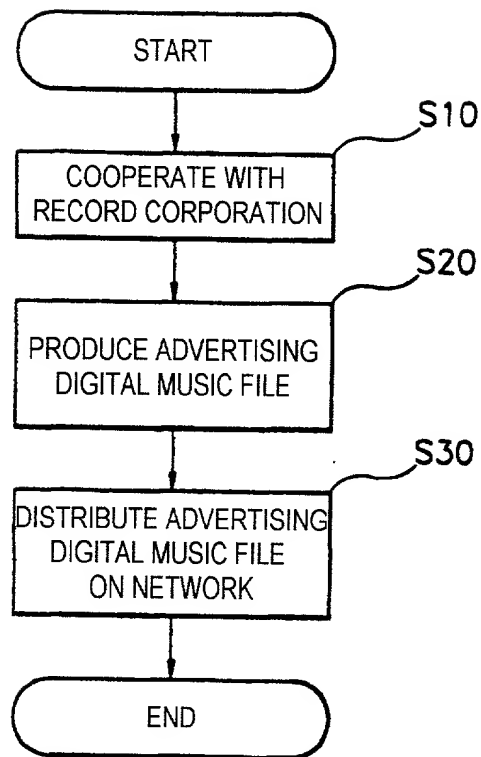 START
S10
COOPERATE WITH
RECORD CORPORATION
S20
PRODUCE ADVERTISING
DIGITAL MUSIC FILE
S30
DISTRIBUTE ADVERTISING
DIGITAL MUSIC FILE
ON NETWORK
END